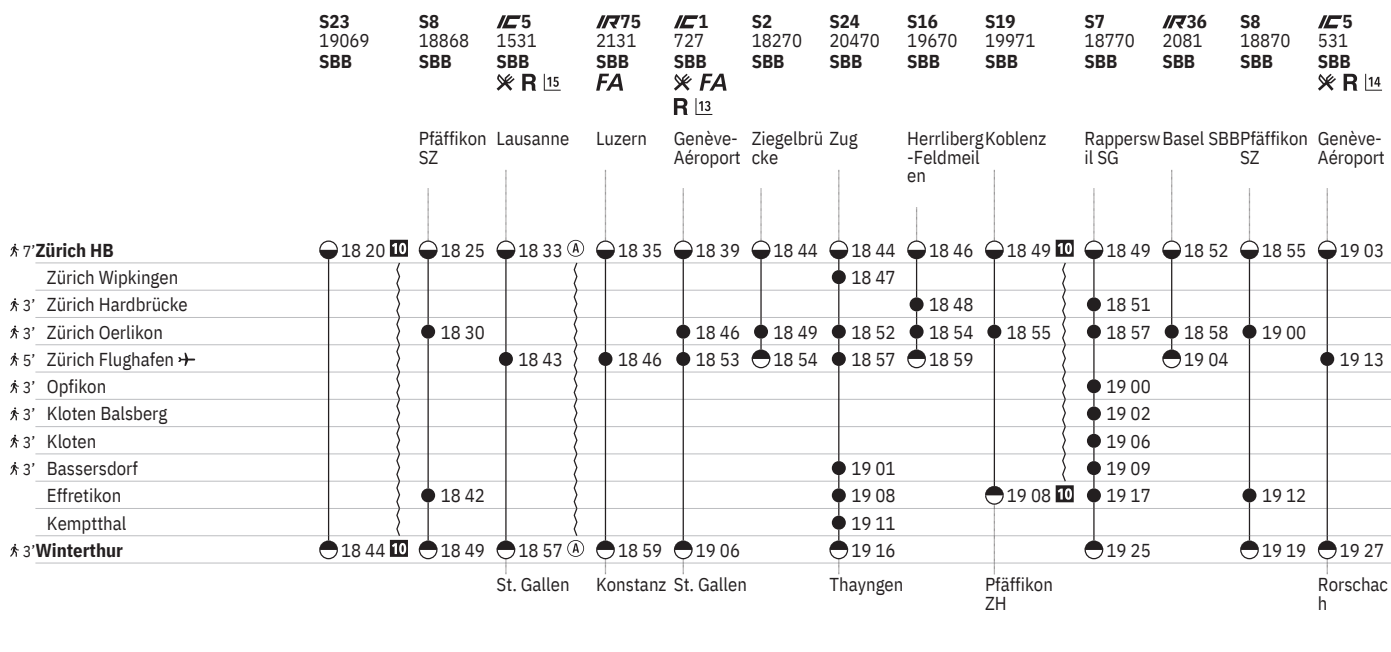 S23 S8 IC5 IR75 IC1 S2 S24 S16 S19 S7 IR36 S8 IC5
19069 18868 1531 2131 727 18270 20470 19670 19971 18770 2081 18870 531
SBB SBB SBB SBB SBB SBB SBB SBB SBB SBB SBB SBB SBB
R 15 FA FA R 14
R 13
Pfäffikon Lausanne Luzern Genève- Ziegelbrü Zug Herrliberg Koblenz Rappersw Basel SBB Pfäffikon Genève-
SZ Aéroport cke -Feldmeil il SG SZ Aéroport
en
7' Zürich HB 18 20 10 18 25 18 33 A 18 35 18 39 18 44 18 44 18 46 18 49 10 18 49 18 52 18 55 19 03
Zürich Wipkingen 18 47
3' Zürich Hardbrücke 18 48 18 51
3' Zürich Oerlikon 18 30 18 46 18 49 18 52 18 54 18 55 18 57 18 58 19 00
5' Zürich Flughafen 18 43 18 46 18 53 18 54 18 57 18 59 19 04 19 13
3' Opfikon 19 00
3' Kloten Balsberg 19 02
3' Kloten 19 06
3' Bassersdorf 19 01 19 09
Effretikon 18 42 19 08 19 08 10 19 17 19 12
Kemptthal 19 11
3' Winterthur 18 44 10 18 49 18 57 A 18 59 19 06 19 16 19 25 19 19 19 27
St. Gallen Konstanz St. Gallen Thayngen Pfäffikon Rorschac
ZH h